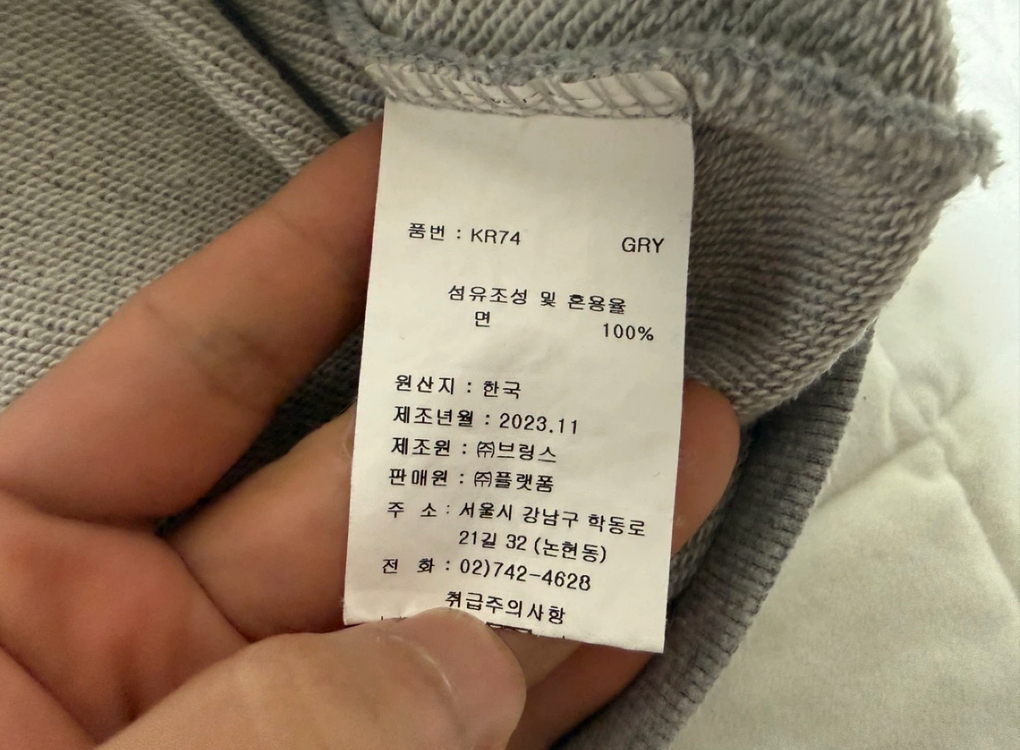 품번 : KR74 GRY
섬유조성 및 혼용율
면 100%
원산지 : 한국
제조년월 : 2023.11
제조원 : ㈜브링스
판매원 : ㈜플랫폼
주 소 : 서울시 강남구 학동로
21길 32 (논현동)
전 화 : 02)742-4628
취급주의사항